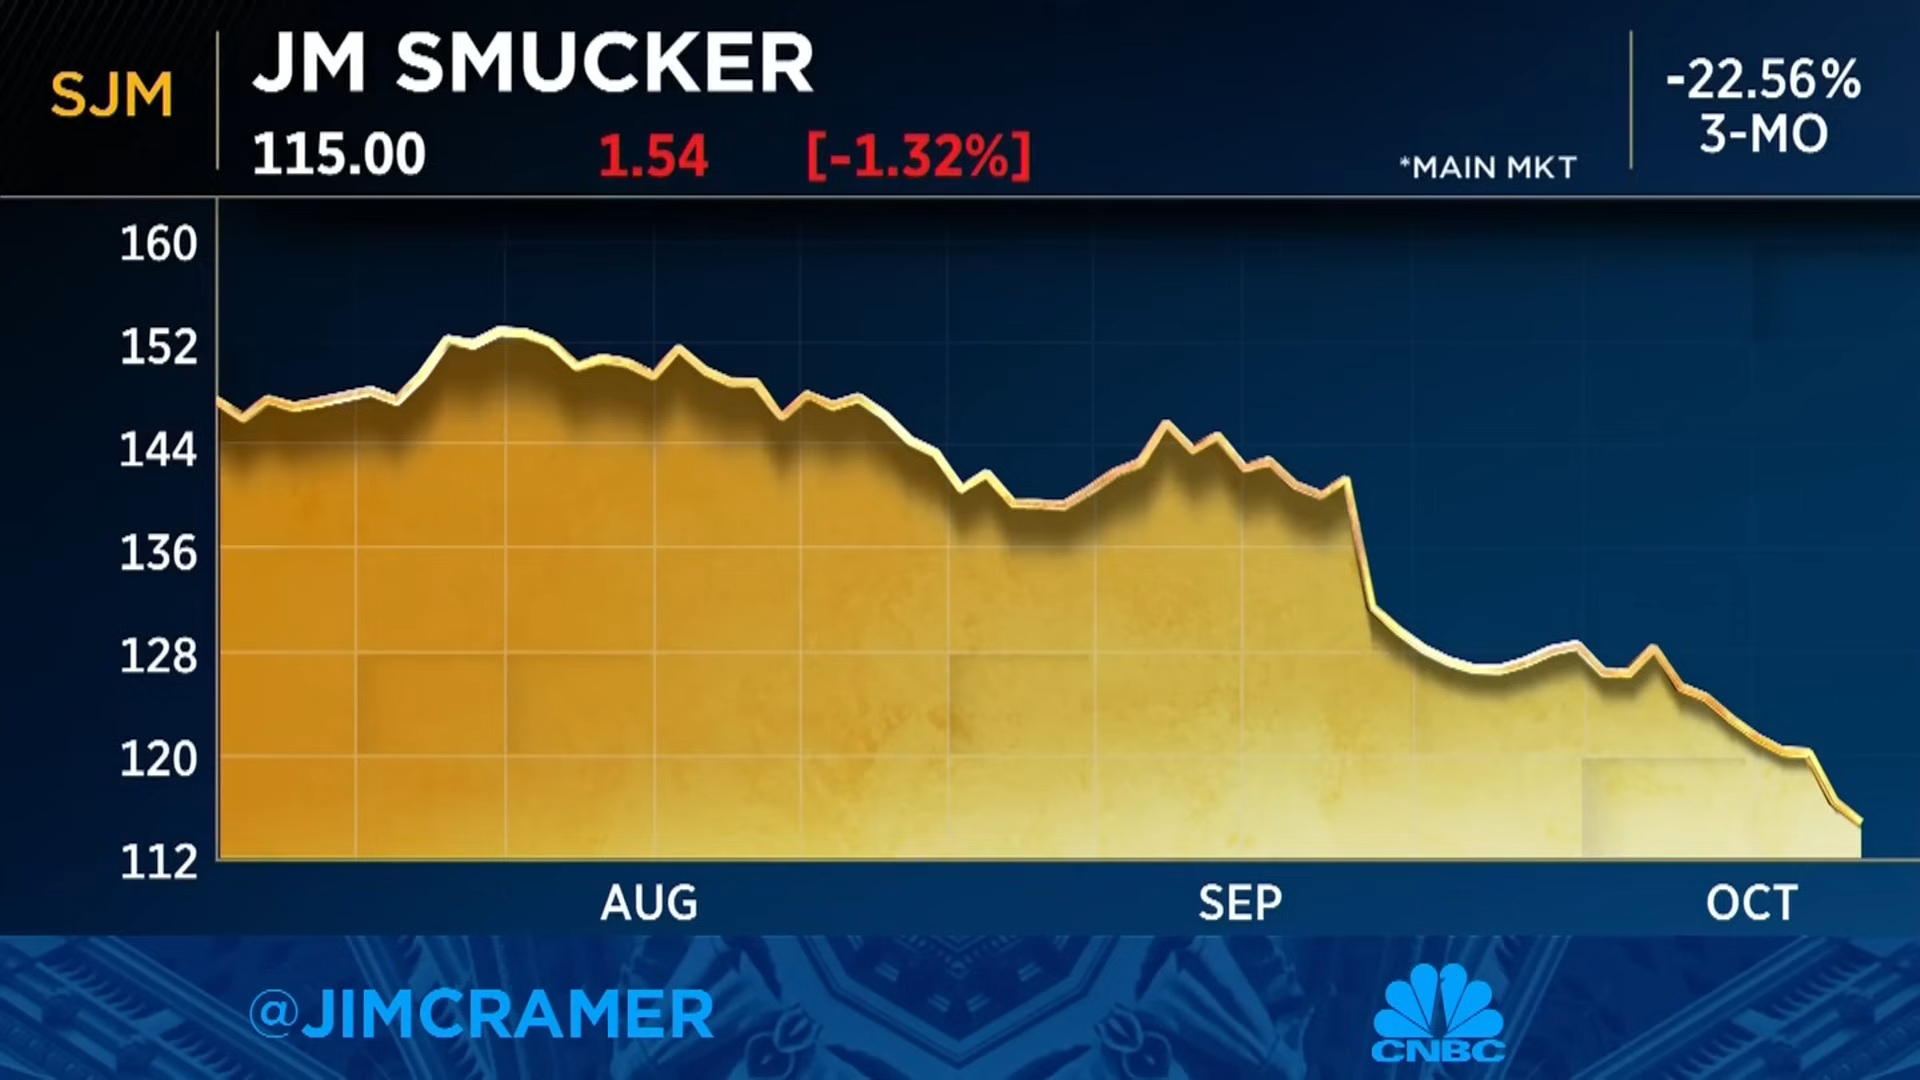 SJM
JM SMUCKER
115.00 1.54 [-1.32%]
*MAIN MKT
-22.56%
3-MO
160
152
144
136
128
120
112
AUG SEP OCT
@JIMCRAMER
CNBC